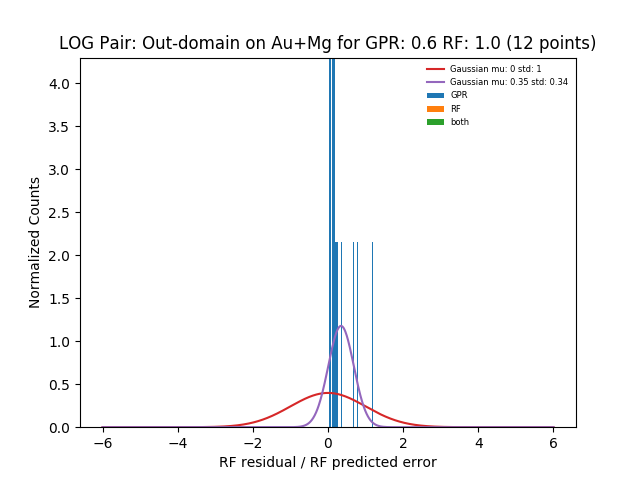 LOG Pair: Out-domain on Au+Mg for GPR: 0.6 RF: 1.0 (12 points)
Gaussian mu: 0 std: 1
Gaussian mu: 0.35 std: 0.34
GPR
RF
both
Normalized Counts
4.0
3.5
3.0
2.5
2.0
1.5
1.0
0.5
0.0
−6 −4 −2 0 2 4 6
RF residual / RF predicted error